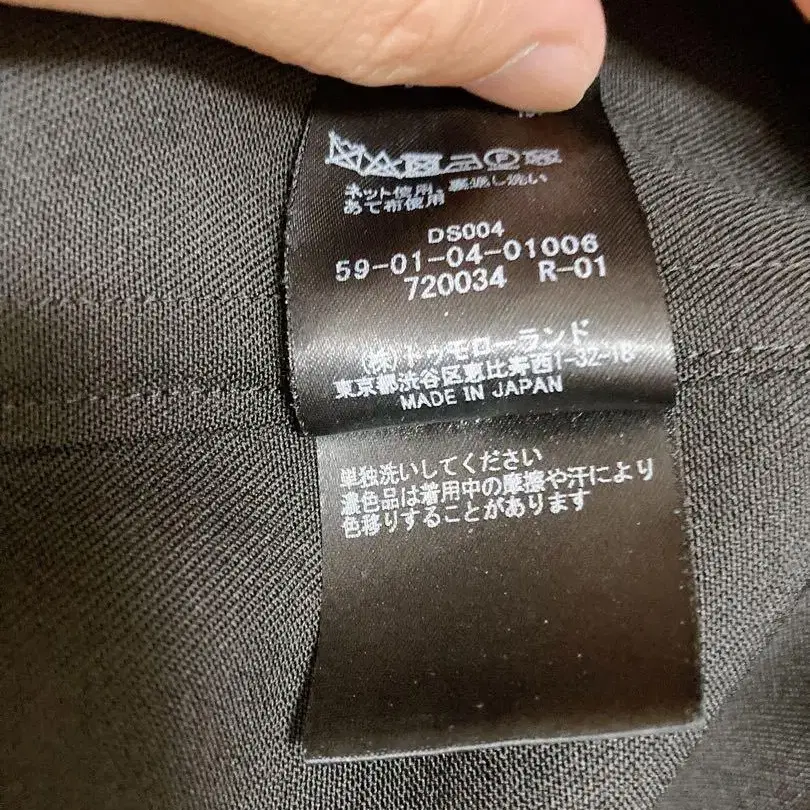 ネット使用、裏返し洗い
あて布使用
DS004
59-01-04-01006
720034 R-01
(株)トゥモローランド
東京都渋谷区恵比寿西1-32-18
MADE IN JAPAN
単独洗いしてください
濃色品は着用中の摩擦や汗により
色移りすることがあります